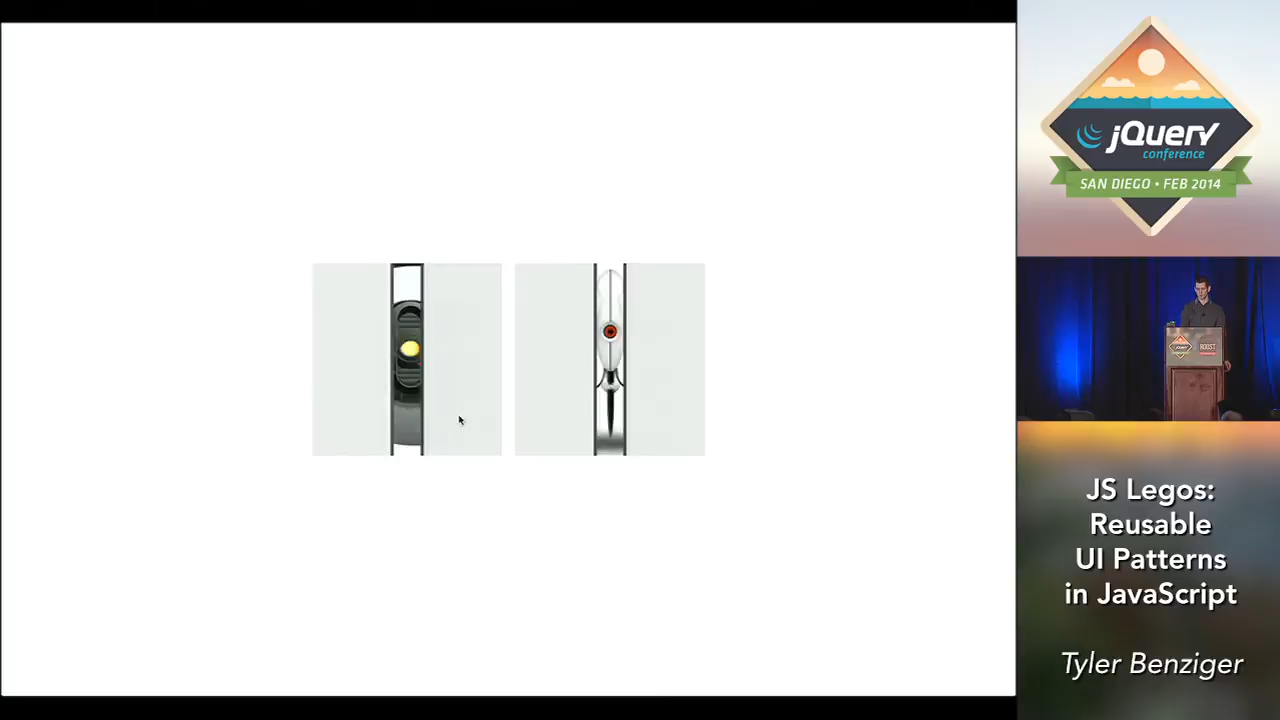 jQuery
conference
SAN DIEGO • FEB 2014
JS Legos:
Reusable
UI Patterns
in JavaScript
Tyler Benziger